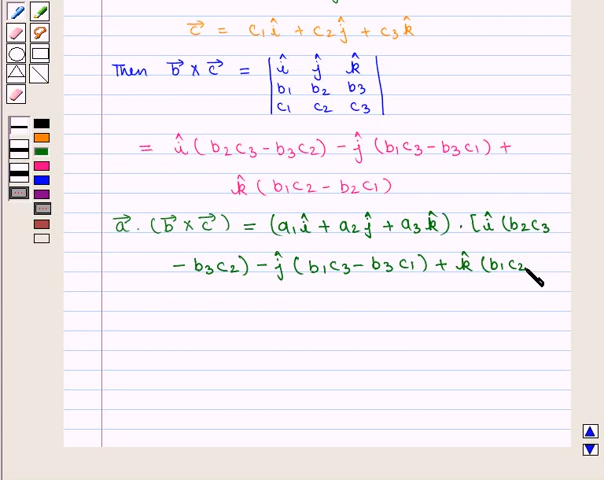 c⃗ = c₁î + c₂ĵ + c₃k̂
Then b⃗ × c⃗ = | î ĵ k̂ |
| b₁ b₂ b₃ |
| c₁ c₂ c₃ |
= î (b₂c₃ − b₃c₂) − ĵ (b₁c₃ − b₃c₁) +
k̂ (b₁c₂ − b₂c₁)
a⃗ . (b⃗ × c⃗) = (a₁î + a₂ĵ + a₃k̂) . [î (b₂c₃
− b₃c₂) − ĵ (b₁c₃ − b₃c₁) + k̂ (b₁c₂